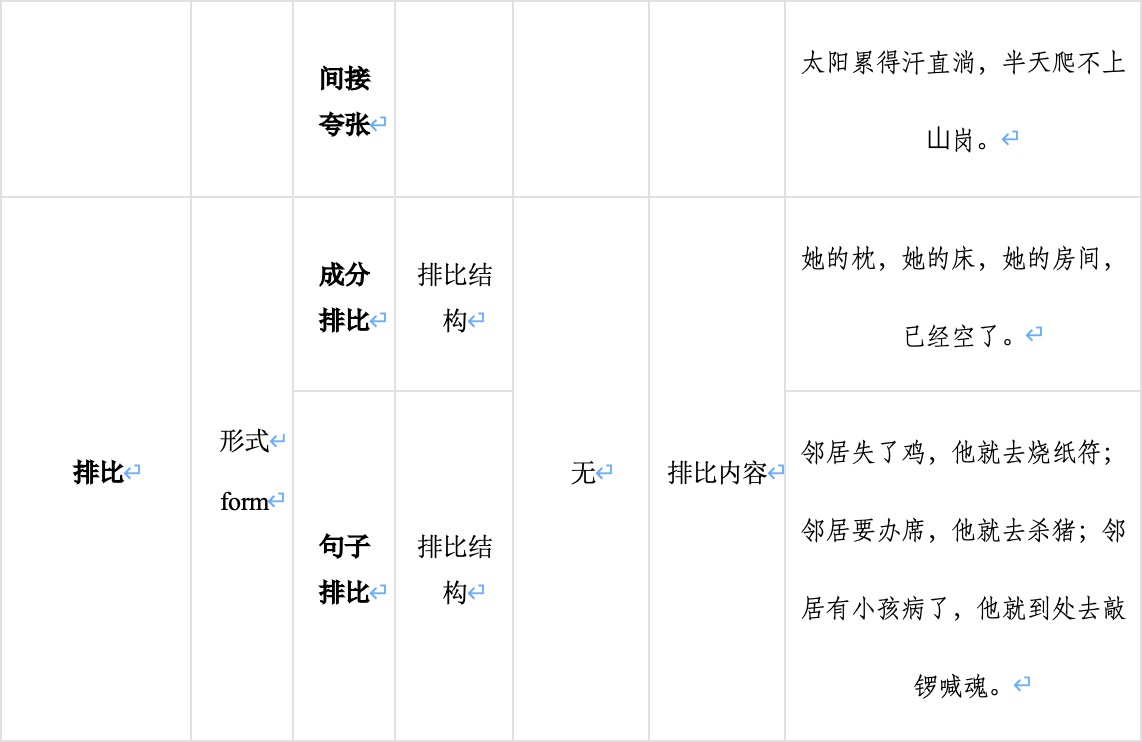 间接
夸张
太阳累得汗直淌，半天爬不上
山岗。
排比
形式
form
成分
排比
排比结
构
无
排比内容
她的枕，她的床，她的房间，
已经空了。
句子
排比
排比结
构
邻居失了鸡，他就去烧纸符；
邻居要办席，他就去杀猪；邻
居有小孩病了，他就到处去敲
锣喊魂。